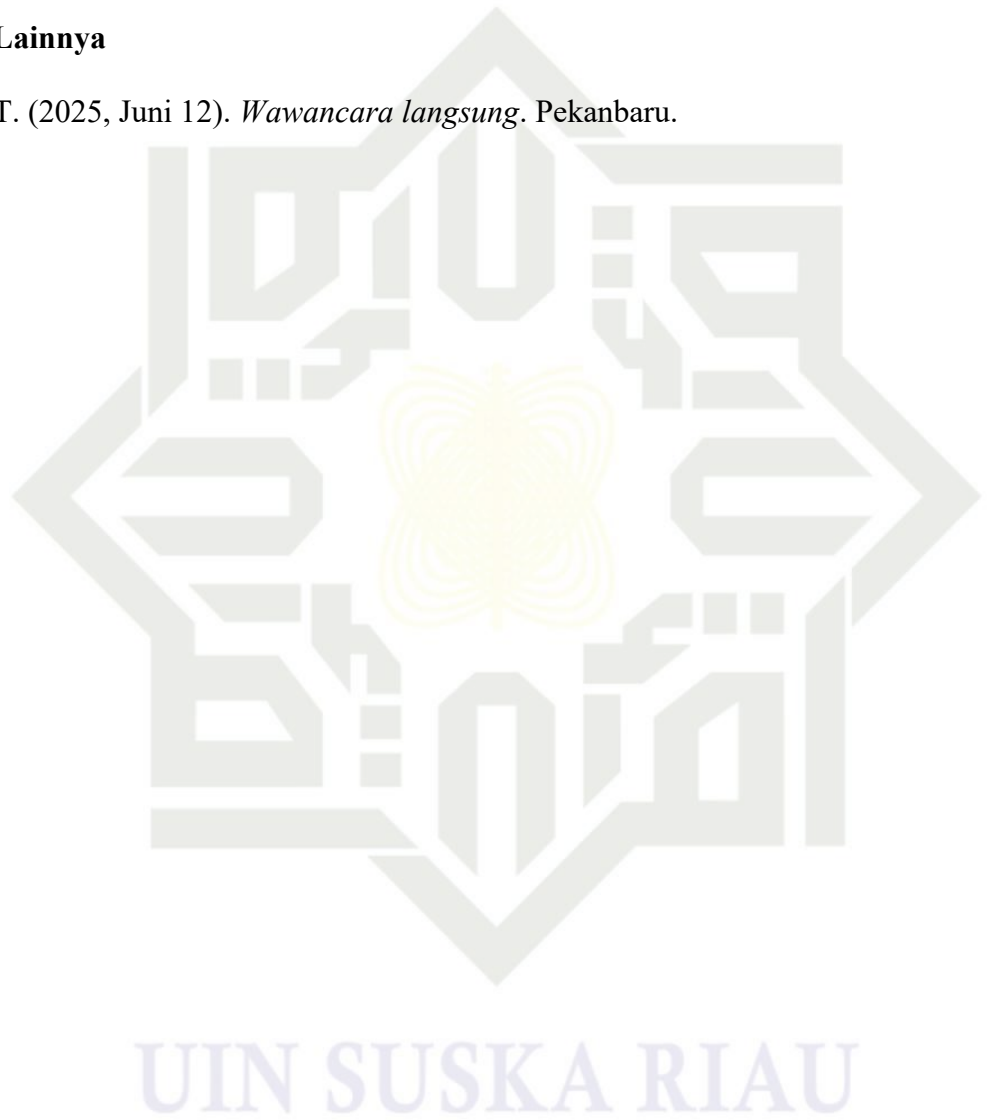 Lainnya
T. (2025, Juni 12). Wawancara langsung. Pekanbaru.
UIN SUSKA RIAU